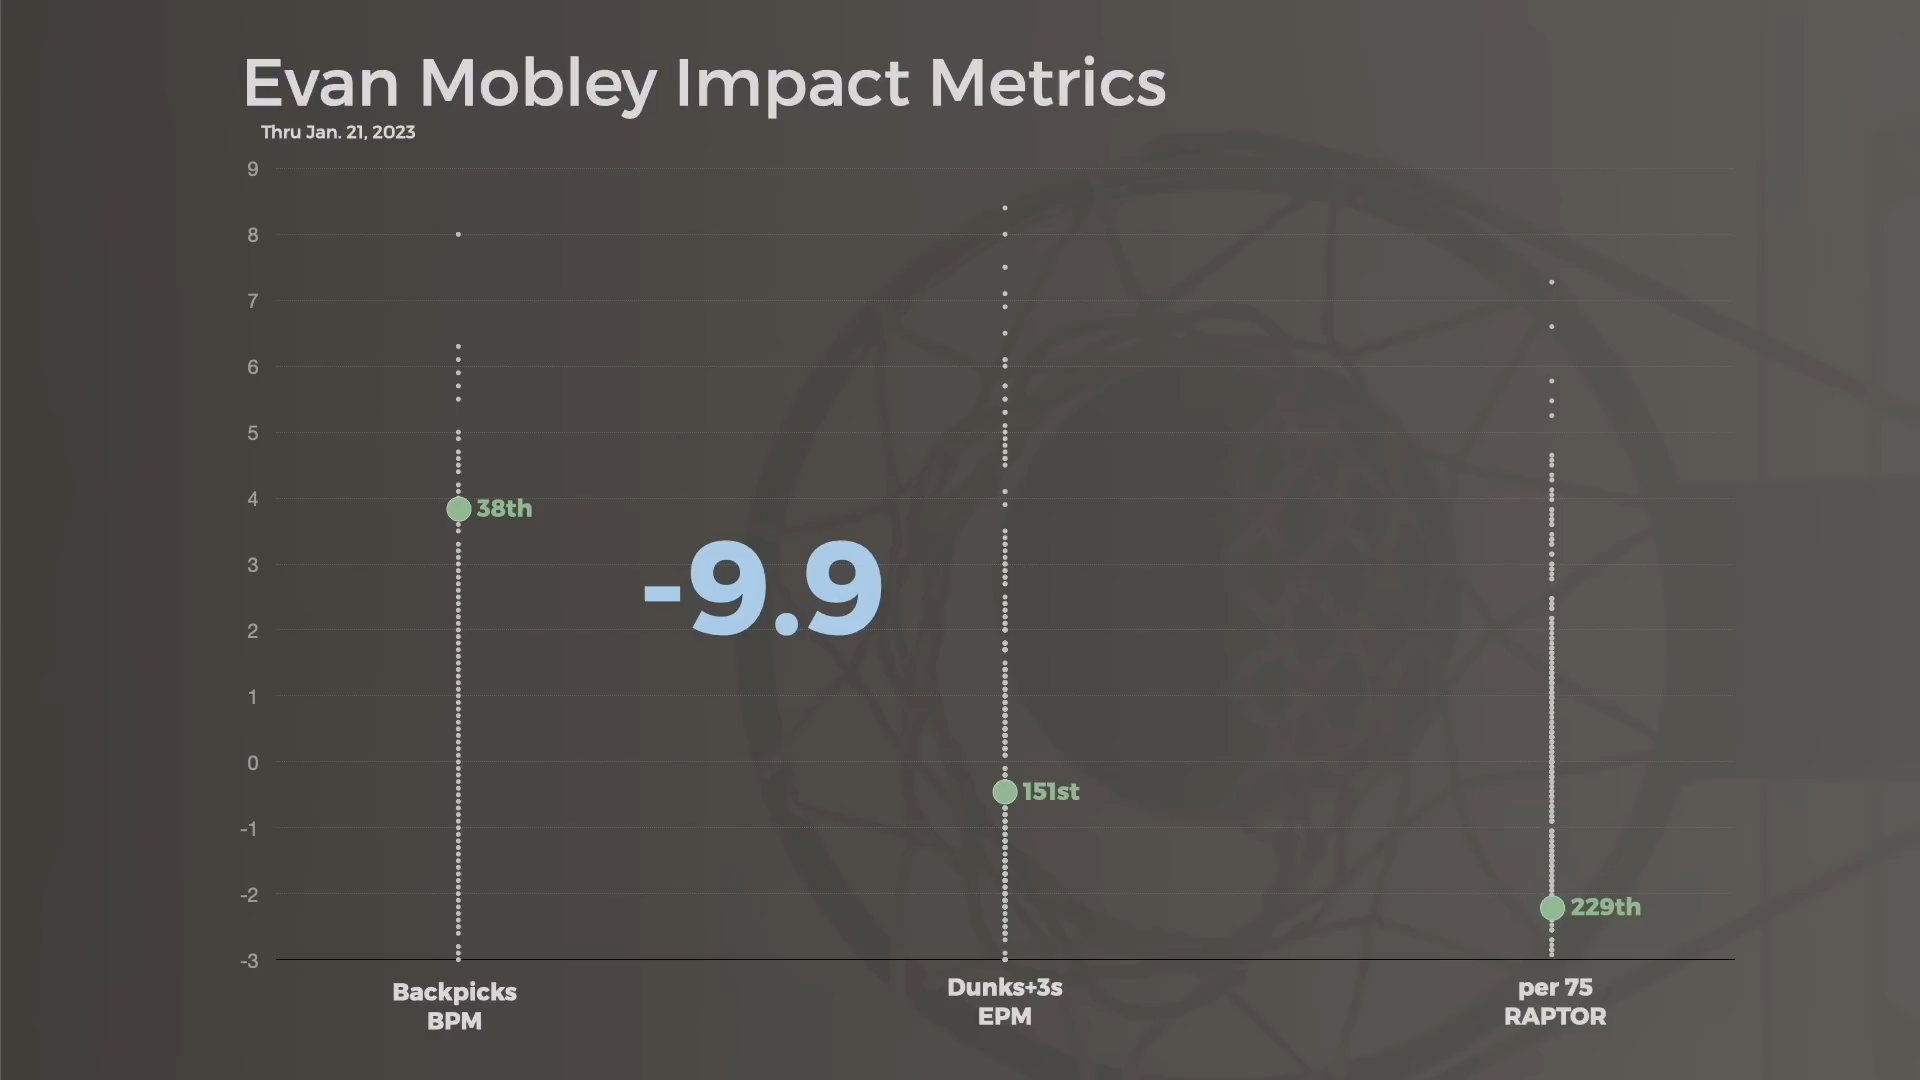 Evan Mobley Impact Metrics
Thru Jan. 21, 2023
9
8
7
6
5
4
3
2
1
0
-1
-2
-3
38th
-9.9
151st
229th
Backpicks
BPM
Dunks+3s
EPM
per 75
RAPTOR